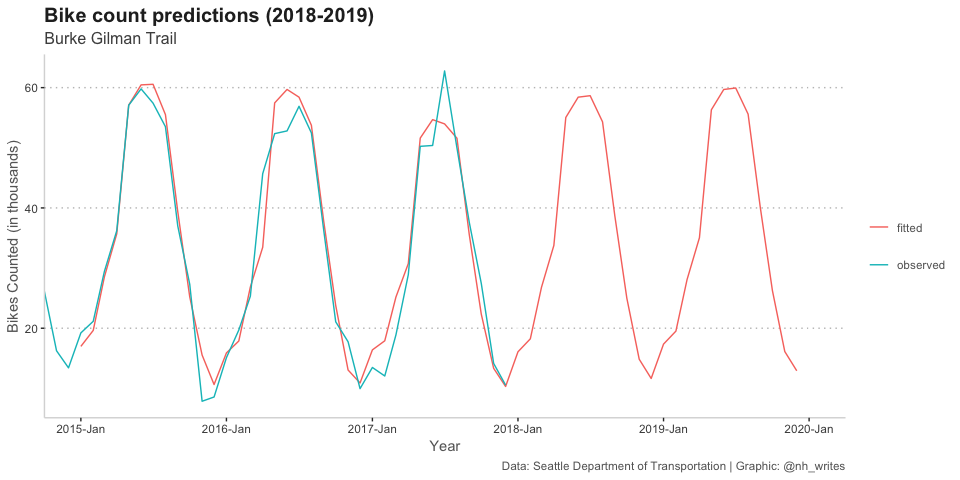 Bike count predictions (2018-2019)
Burke Gilman Trail
Bikes Counted (in thousands)
60
40
20
2015-Jan
2016-Jan
2017-Jan
2018-Jan
2019-Jan
2020-Jan
Year
fitted
observed
Data: Seattle Department of Transportation | Graphic: @nh_writes